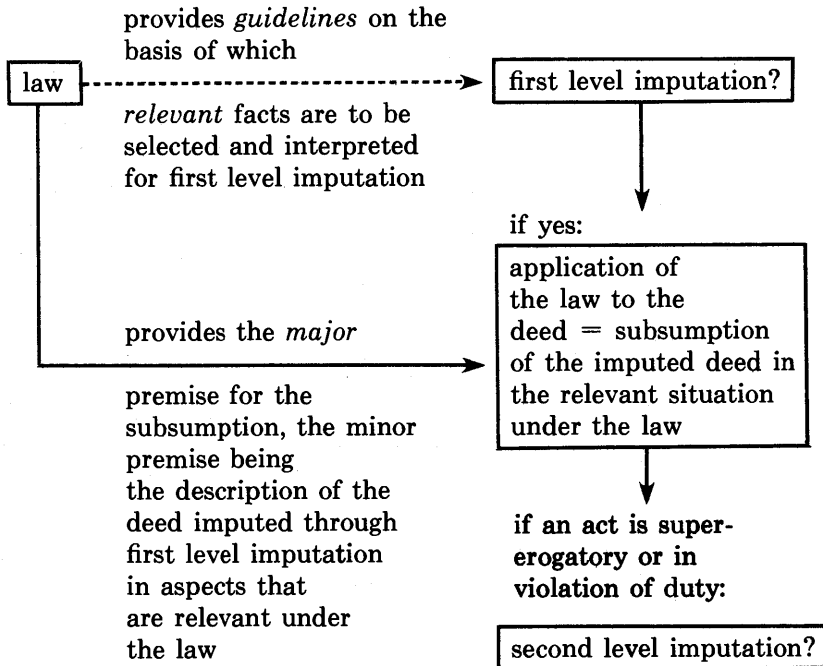 provides guidelines on the
basis of which
law
first level imputation?
relevant facts are to be
selected and interpreted
for first level imputation
if yes:
application of
the law to the
deed = subsumption
of the imputed deed in
the relevant situation
under the law
provides the major
premise for the
subsumption, the minor
premise being
the description of the
deed imputed through
first level imputation
in aspects that
are relevant under
the law
if an act is super-
erogatory or in
violation of duty:
second level imputation?